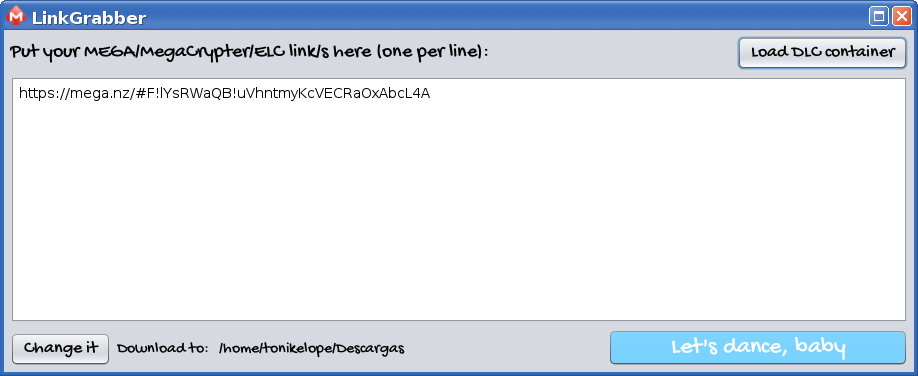 LinkGrabber
Put your MEGA/MegaCrypter/ELC link/s here (one per line):
Load DLC container
https://mega.nz/#F!lYsRWaQB!uVhntmyKcVECRaOxAbcL4A
Change it
Download to: /home/tonikelope/Descargas
Let's dance, baby